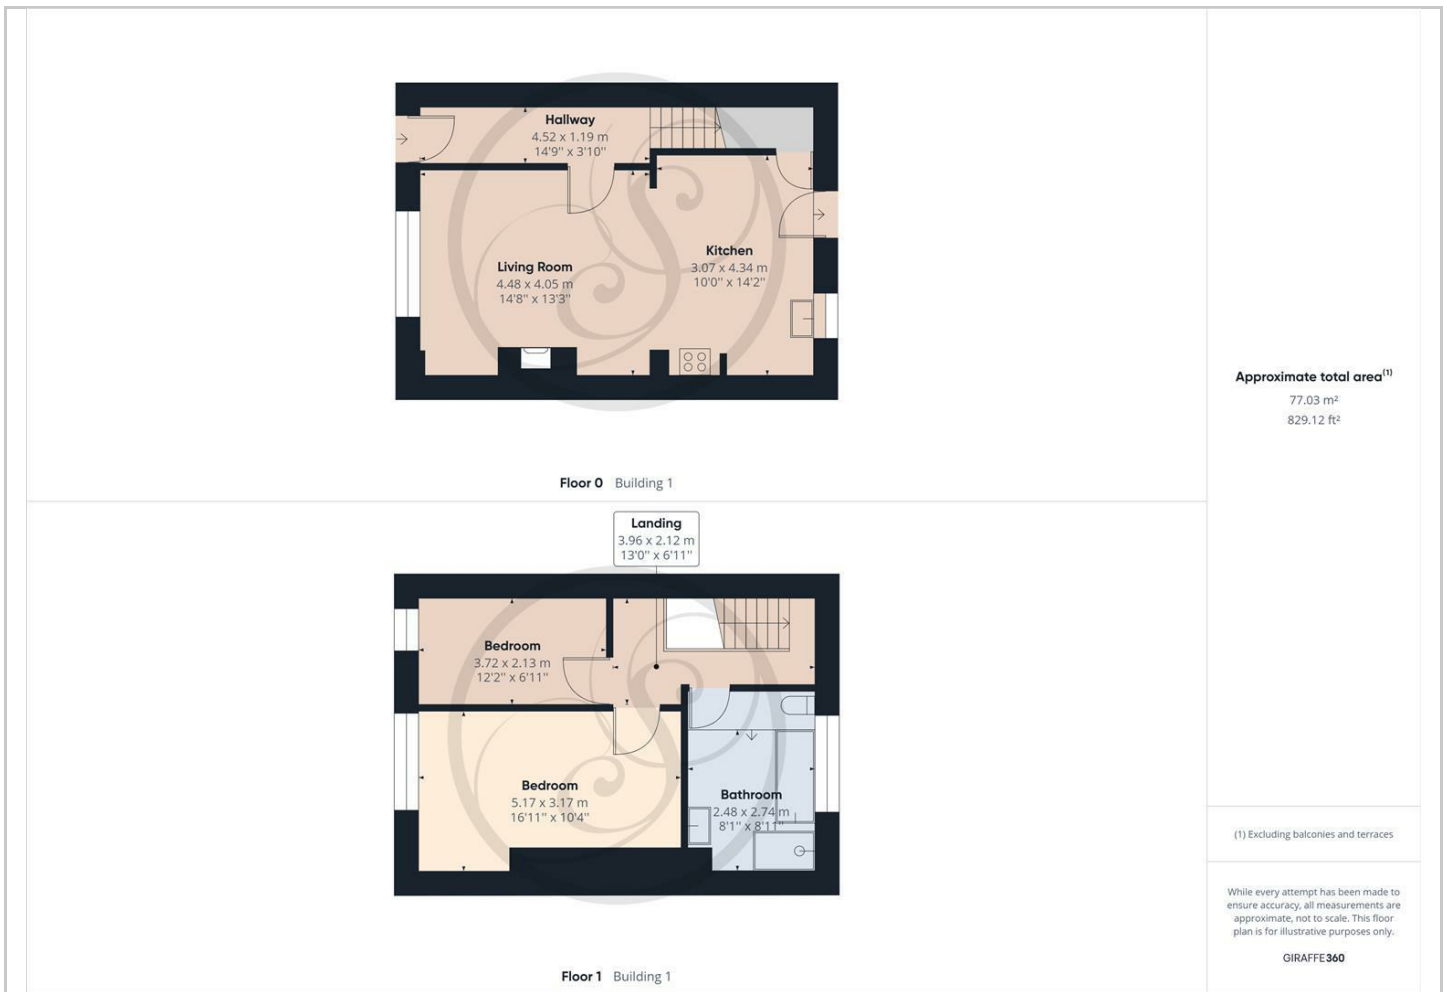 Hallway
4.52 x 1.19 m
14'9" x 3'10"
Living Room
4.48 x 4.05 m
14'8" x 13'3"
Kitchen
3.07 x 4.34 m
10'0" x 14'2"
Floor 0 Building 1
Landing
3.96 x 2.12 m
13'0" x 6'11"
Bedroom
3.72 x 2.13 m
12'2" x 6'11"
Bedroom
5.17 x 3.17 m
16'11" x 10'4"
Bathroom
2.48 x 2.74 m
8'1" x 8'11"
Floor 1 Building 1
Approximate total area(1)
77.03 m²
829.12 ft²
(1) Excluding balconies and terraces
While every attempt has been made to
ensure accuracy, all measurements are
approximate, not to scale. This floor
plan is for illustrative purposes only.
GIRAFFE360